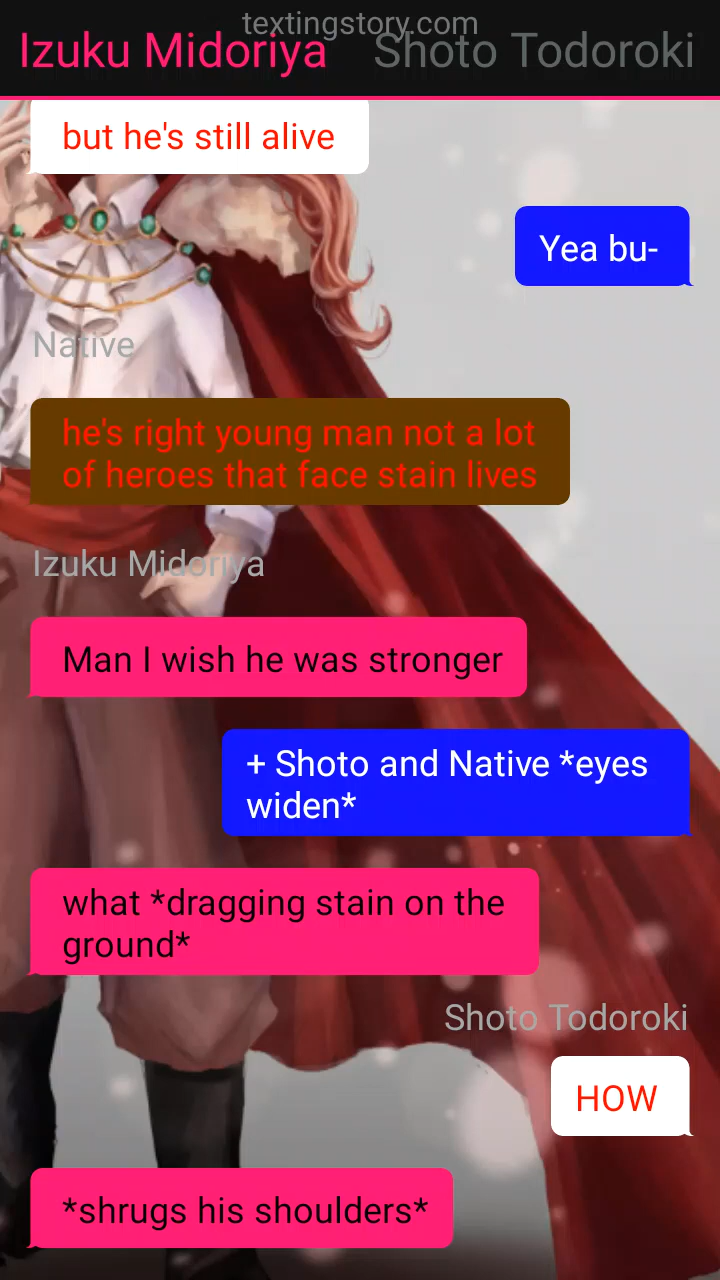 textingstory.com
Izuku Midoriya Shoto Todoroki
but he's still alive
Yea bu-
Native
he's right young man not a lot
of heroes that face stain lives
Izuku Midoriya
Man I wish he was stronger
+ Shoto and Native *eyes
widen*
what *dragging stain on the
ground*
Shoto Todoroki
HOW
*shrugs his shoulders*